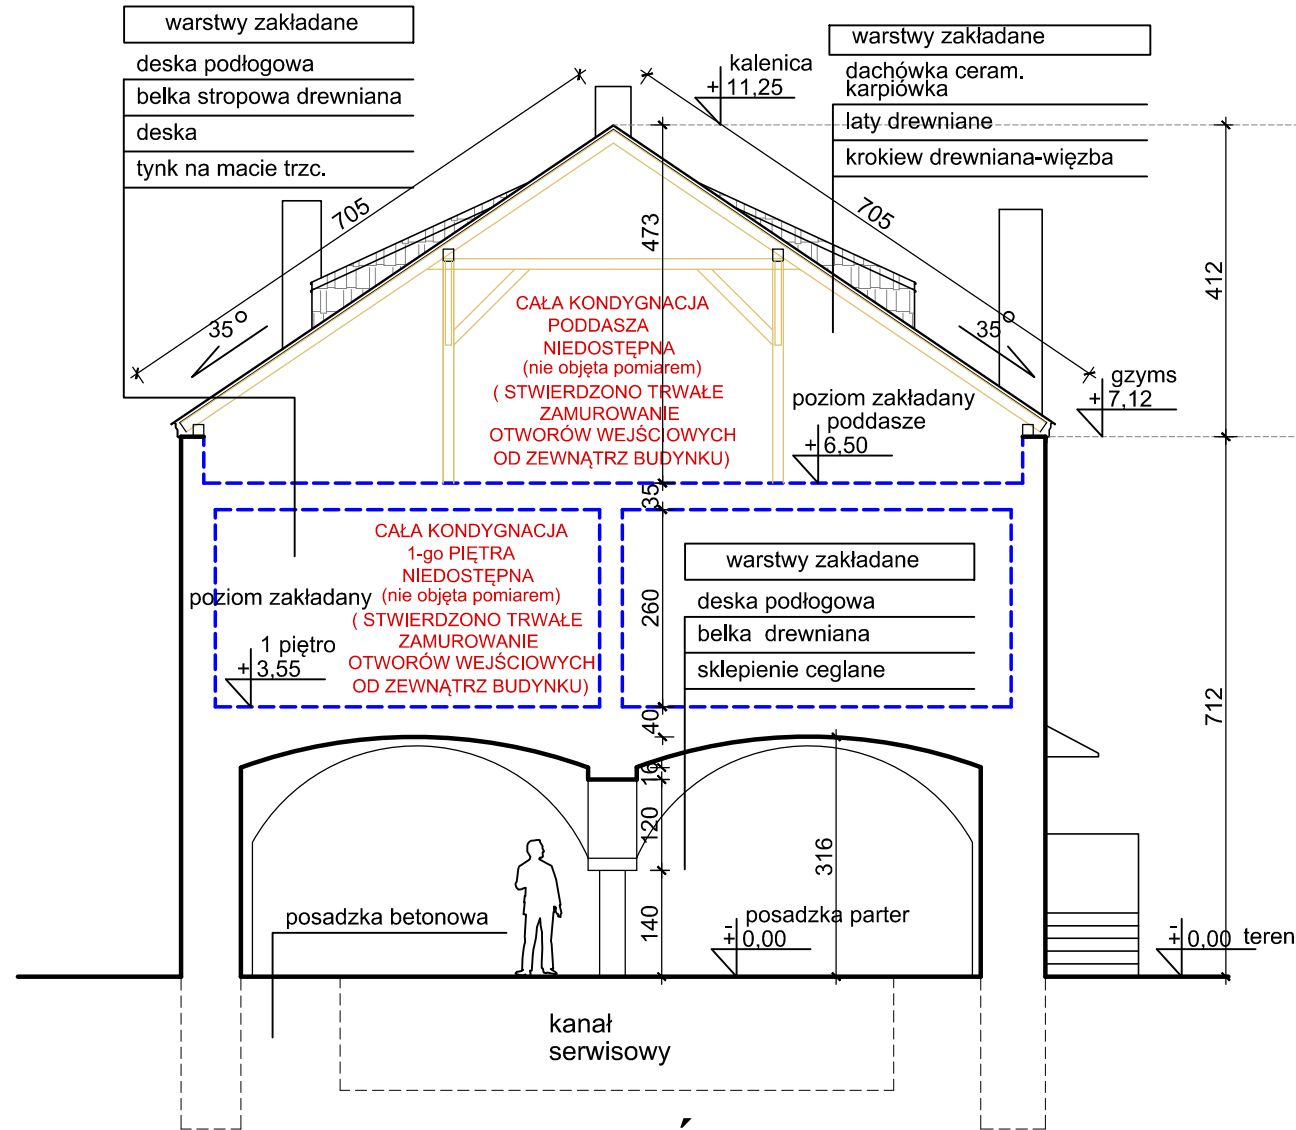 warstwy zakładane
deska podłogowa
belka stropowa drewniana
deska
tynk na macie trzc.
kalenica
+ 11,25
warstwy zakładane
dachówka ceram.
karpiówka
laty drewniane
krokiew drewniana-więzba
705
705
473
412
35°
35°
CAŁA KONDYGNACJA
PODDASZA
NIEDOSTĘPNA
(nie objęta pomiarem)
( STWIERDZONO TRWAŁE
ZAMUROWANIE
OTWORÓW WEJŚCIOWYCH
OD ZEWNĄTRZ BUDYNKU)
poziom zakładany
poddasze
+ 6,50
gzyms
+ 7,12
35
CAŁA KONDYGNACJA
1-go PIĘTRA
NIEDOSTĘPNA
(nie objęta pomiarem)
( STWIERDZONO TRWAŁE
ZAMUROWANIE
OTWORÓW WEJŚCIOWYCH
OD ZEWNĄTRZ BUDYNKU)
poziom zakładany
1 piętro
+ 3,55
260
warstwy zakładane
deska podłogowa
belka drewniana
sklepienie ceglane
712
40
16
120
316
140
posadzka betonowa
posadzka parter
+- 0,00
+- 0,00 teren
kanał
serwisowy